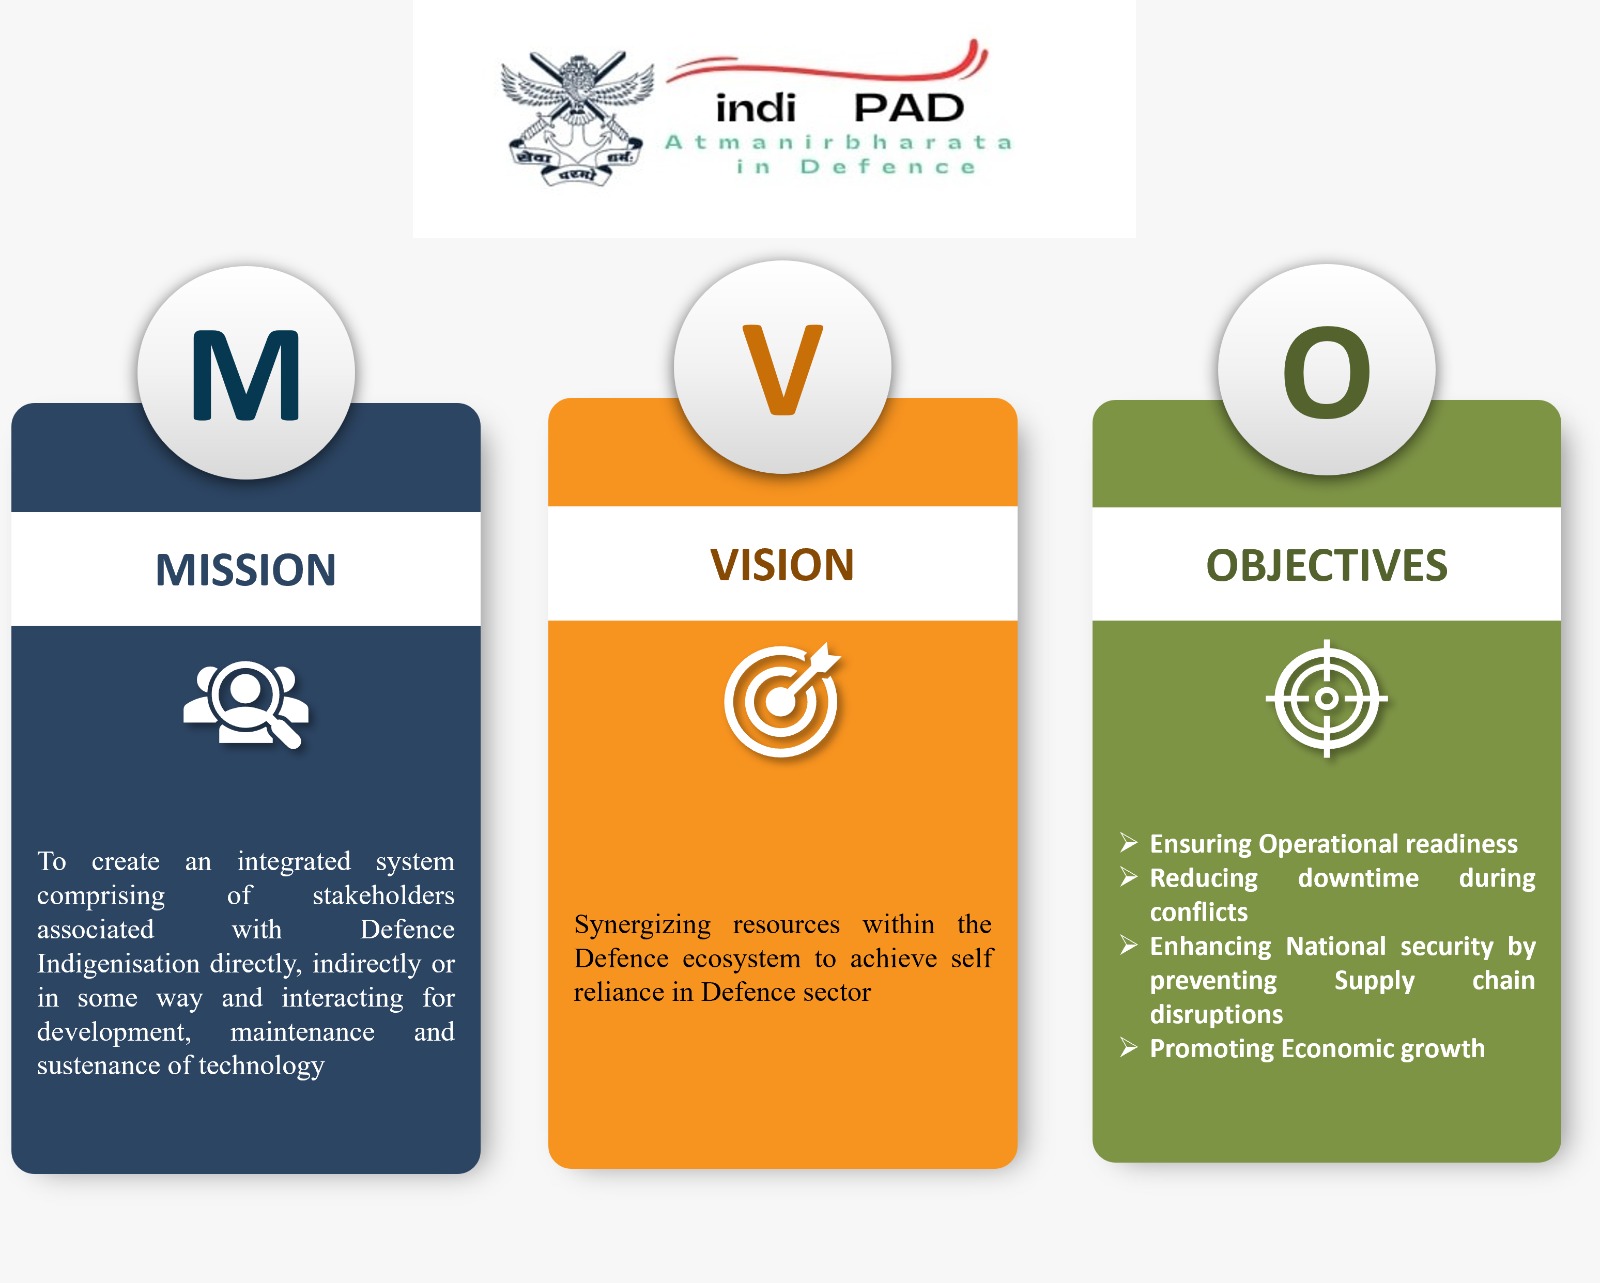 सेवा परमो धर्मः
indi PAD
Atmanirbharata
in Defence
M
V
O
MISSION
VISION
OBJECTIVES
To create an integrated system
comprising of stakeholders
associated with Defence
Indigenisation directly, indirectly or
in some way and interacting for
development, maintenance and
sustenance of technology
Synergizing resources within the
Defence ecosystem to achieve self
reliance in Defence sector
➢ Ensuring Operational readiness
➢ Reducing downtime during
conflicts
➢ Enhancing National security by
preventing Supply chain
disruptions
➢ Promoting Economic growth